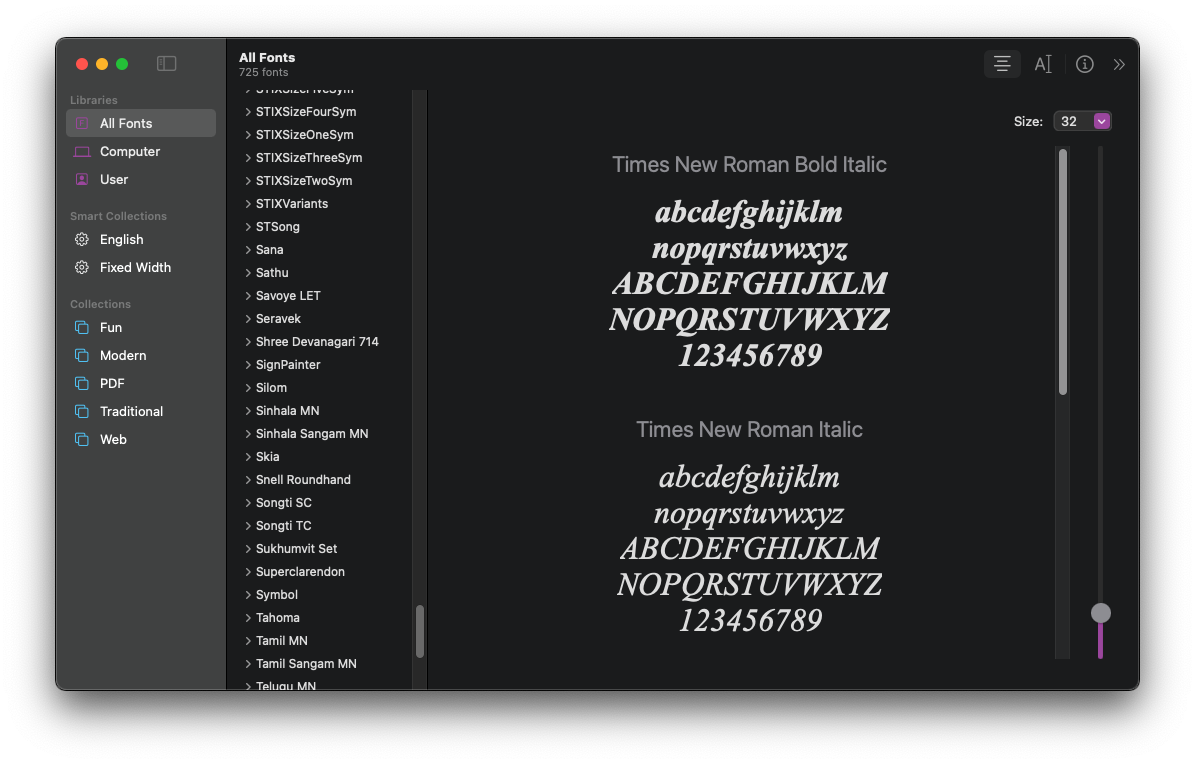 All Fonts
725 fonts
Libraries
All Fonts
Computer
User
Smart Collections
English
Fixed Width
Collections
Fun
Modern
PDF
Traditional
Web
STIXSizeFiveSym
STIXSizeFourSym
STIXSizeOneSym
STIXSizeThreeSym
STIXSizeTwoSym
STIXVariants
STSong
Sana
Sathu
Savoye LET
Seravek
Shree Devanagari 714
SignPainter
Silom
Sinhala MN
Sinhala Sangam MN
Skia
Snell Roundhand
Songti SC
Songti TC
Sukhumvit Set
Superclarendon
Symbol
Tahoma
Tamil MN
Tamil Sangam MN
Telugu MN
Size: 32
Times New Roman Bold Italic
abcdefghijklm
nopqrstuvwxyz
ABCDEFGHIJKLM
NOPQRSTUVWXYZ
123456789
Times New Roman Italic
abcdefghijklm
nopqrstuvwxyz
ABCDEFGHIJKLM
NOPQRSTUVWXYZ
123456789